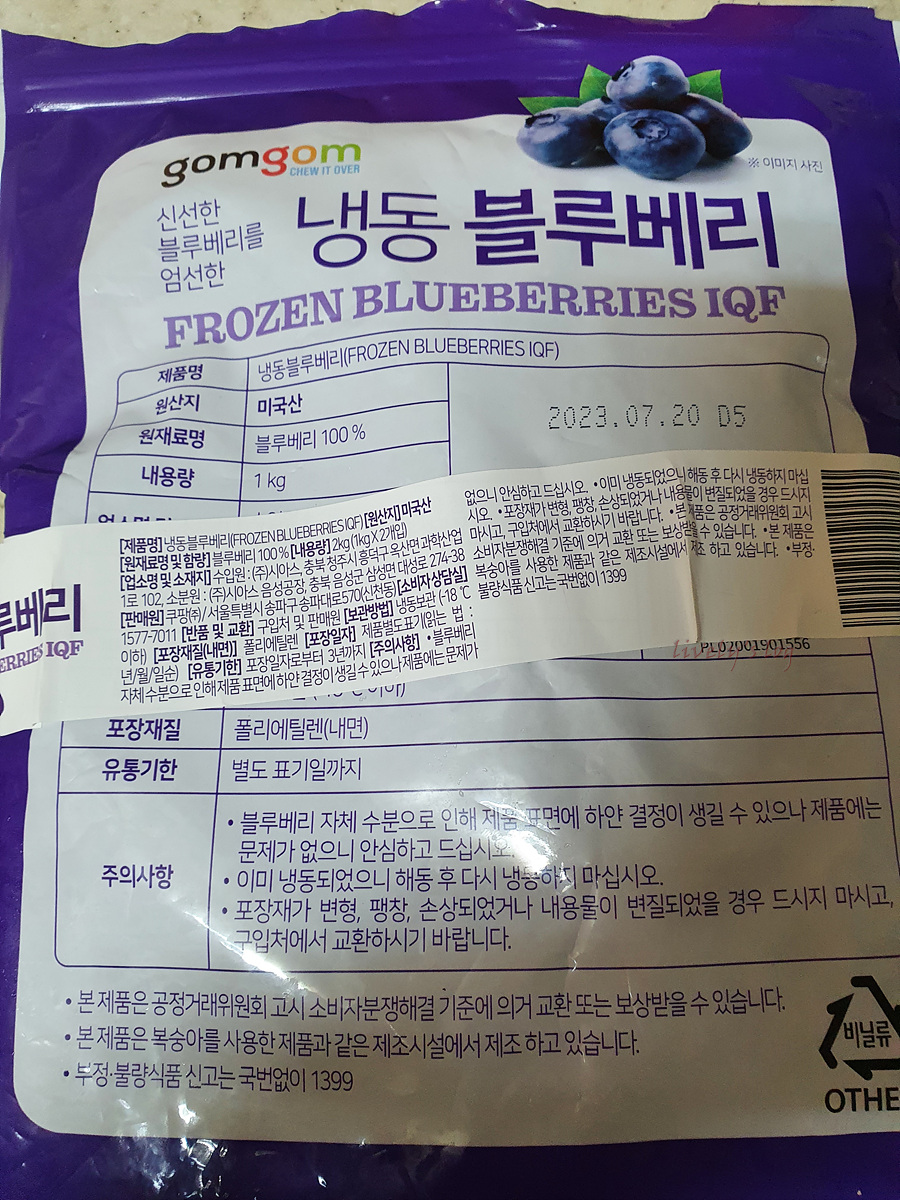 gomgom
CHEW IT OVER
※ 이미지 사진
신선한
블루베리를
엄선한
냉동 블루베리
FROZEN BLUEBERRIES IQF
제품명 냉동블루베리(FROZEN BLUEBERRIES IQF)
원산지 미국산
2023.07.20 D5
원재료명 블루베리 100 %
내용량 1 kg
루베리
ERRIES IQF
[제품명] 냉동블루베리(FROZEN BLUEBERRIES IQF) [원산지] 미국산
[원재료명 및 함량] 블루베리 100 % [내용량] 2kg (1kg X 2개입)
[업소명 및 소재지] 수입원 : (주)시아스, 충북 청주시 흥덕구 옥산면 과학산업
1로 102, 소분원 : (주)시아스 음성공장, 충북 음성군 삼성면 대성로 274-38
[판매원] 쿠팡(주) / 서울특별시 송파구 송파대로570(신천동) [소비자상담실]
1577-7011 [반품 및 교환] 구입처 및 판매원 [보관방법] 냉동보관 (-18 ℃
이하) [포장재질(내면)] 폴리에틸렌 [포장일자] 제품별도표기(읽는 법 :
년/월/일순) [유통기한] 포장일자로부터 3년까지 [주의사항] •블루베리
자체 수분으로 인해 제품 표면에 하얀 결정이 생길 수 있으나 제품에는 문제가
없으니 안심하고 드십시오. •이미 냉동되었으니 해동 후 다시 냉동하지 마십
시오. •포장재가 변형, 팽창, 손상되었거나 내용물이 변질되었을 경우 드시지
마시고, 구입처에서 교환하시기 바랍니다. •본 제품은 공정거래위원회 고시
소비자분쟁해결 기준에 의거 교환 또는 보상받을 수 있습니다. •본 제품은
복숭아를 사용한 제품과 같은 제조시설에서 제조 하고 있습니다. •부정·
불량식품 신고는 국번없이 1399
PL02001901556
포장재질 폴리에틸렌(내면)
유통기한 별도 표기일까지
주의사항
• 블루베리 자체 수분으로 인해 제품 표면에 하얀 결정이 생길 수 있으나 제품에는
문제가 없으니 안심하고 드십시오.
• 이미 냉동되었으니 해동 후 다시 냉동하지 마십시오.
• 포장재가 변형, 팽창, 손상되었거나 내용물이 변질되었을 경우 드시지 마시고,
구입처에서 교환하시기 바랍니다.
• 본 제품은 공정거래위원회 고시 소비자분쟁해결 기준에 의거 교환 또는 보상받을 수 있습니다.
• 본 제품은 복숭아를 사용한 제품과 같은 제조시설에서 제조 하고 있습니다.
• 부정·불량식품 신고는 국번없이 1399
비닐류
OTHE